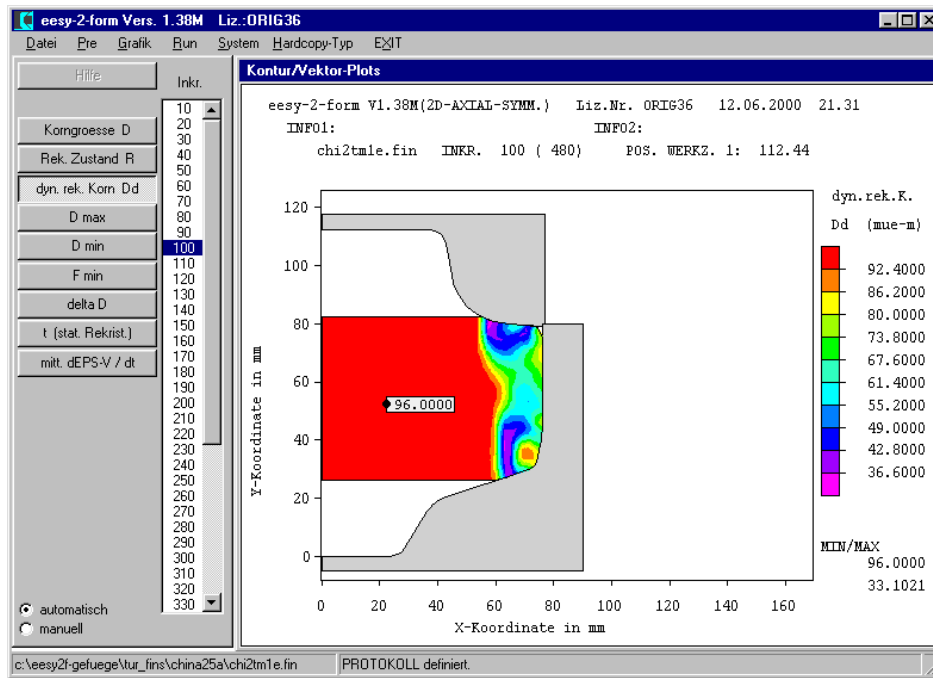 eesy-2-form Vers. 1.38M Liz.:ORIG36
Datei Pre Grafik Run System Hardcopy-Typ EXIT
Hilfe
Inkr.
Korngroesse D
Rek. Zustand R
dyn. rek. Korn Dd
D max
D min
F min
delta D
t (stat. Rekrist.)
mitt. dEPS-V / dt
10
20
30
40
50
60
70
80
90
100
110
120
130
140
150
160
170
180
190
200
210
220
230
240
250
260
270
280
290
300
310
320
330
automatisch
manuell
Kontur/Vektor-Plots
eesy-2-form V1.38M(2D-AXIAL-SYMM.) Liz.Nr. ORIG36 12.06.2000 21.31
INFO1: INFO2:
chi2tm1e.fin INKR. 100 ( 480) POS. WERKZ. 1: 112.44
Y-Koordinate in mm
120
100
80
60
40
20
0
96.0000
0 20 40 60 80 100 120 140 160
X-Koordinate in mm
dyn.rek.K.
Dd (mue-m)
92.4000
86.2000
80.0000
73.8000
67.6000
61.4000
55.2000
49.0000
42.8000
36.6000
MIN/MAX
96.0000
33.1021
c:\eesy2f-gefuege\tur_fins\china25a\chi2tm1e.fin PROTOKOLL definiert.